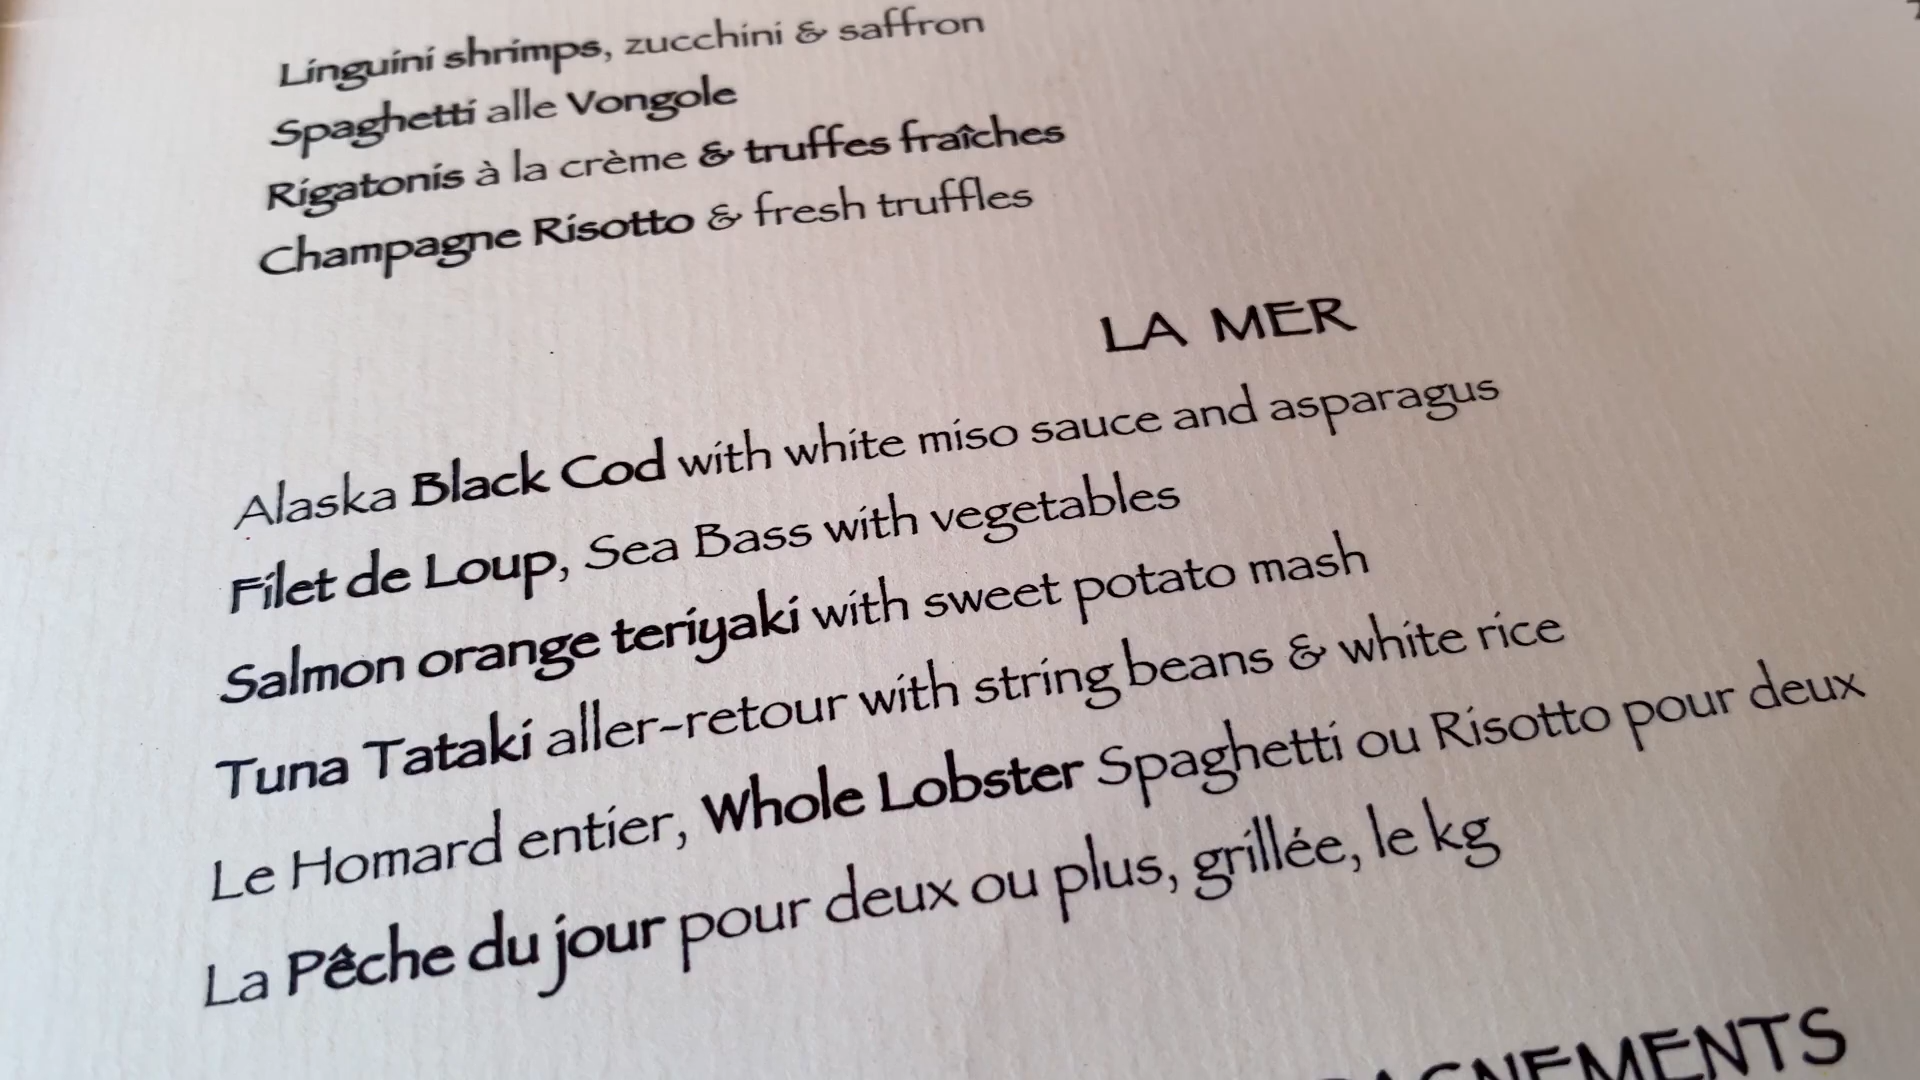 Linguini shrimps, zucchini & saffron
Spaghetti alle Vongole
Rigatonis à la crème & truffes fraîches
Champagne Risotto & fresh truffles
LA MER
Alaska Black Cod with white miso sauce and asparagus
Filet de Loup, Sea Bass with vegetables
Salmon orange teriyaki with sweet potato mash
Tuna Tataki aller-retour with string beans & white rice
Le Homard entier, Whole Lobster Spaghetti ou Risotto pour deux
La Pêche du jour pour deux ou plus, grillée, le kg